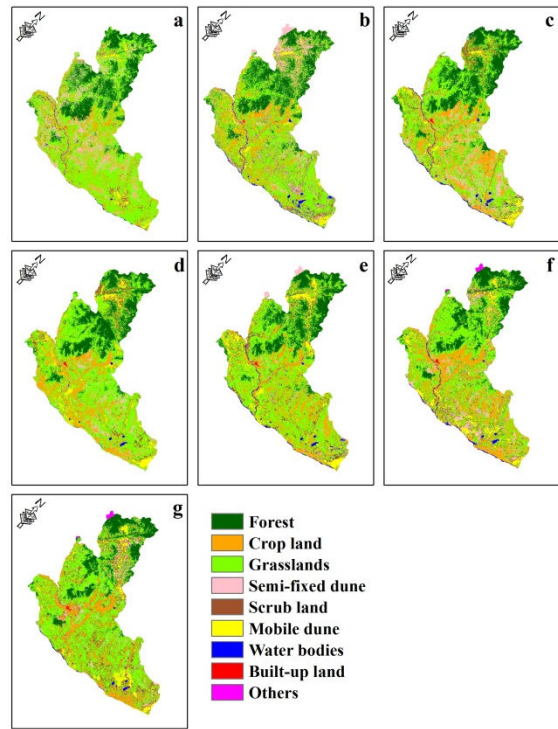 a
N
b
N
c
N
d
N
e
N
f
N
g
N
Forest
Crop land
Grasslands
Semi-fixed dune
Scrub land
Mobile dune
Water bodies
Built-up land
Others